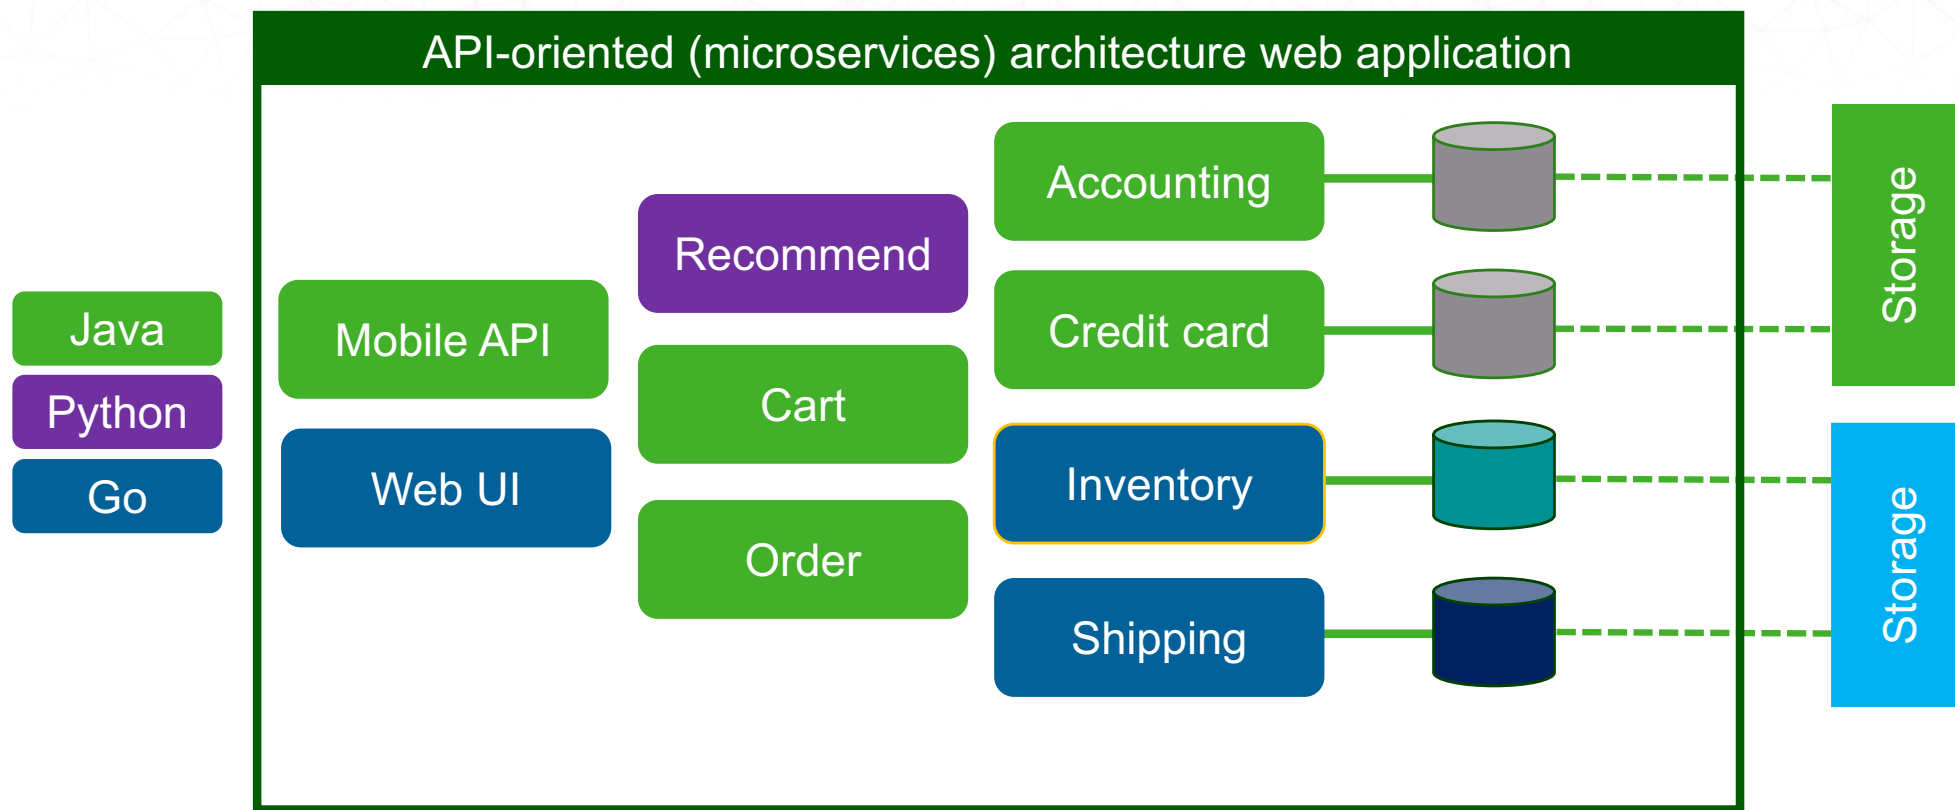 API-oriented (microservices) architecture web application
Java
Python
Go
Mobile API
Web UI
Recommend
Cart
Order
Accounting
Credit card
Inventory
Shipping
Storage
Storage